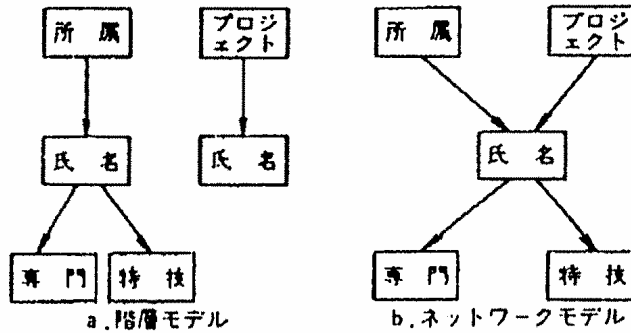 所属
プロジ
ェクト
氏名
氏名
専門
特技
a.階層モデル
所属
プロジ
ェクト
氏名
専門
特技
b.ネットワークモデル